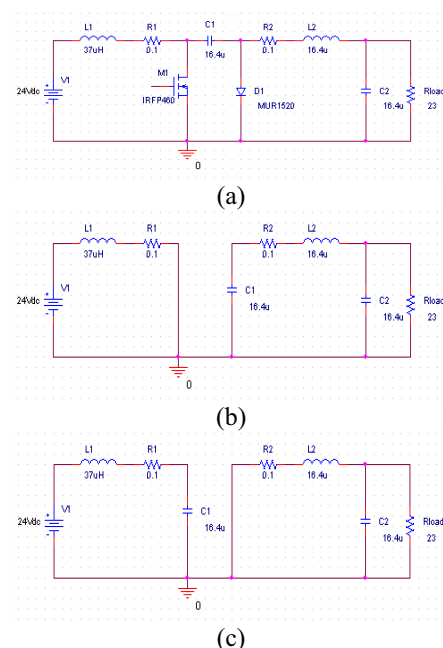 L1 R1 C1 R2 L2
37uH 0.1 16.4u 0.1 16.4u
V1 M1
24Vdc IRFP460 D1 MUR1520 C2 16.4u Rload 23
0
(a)
L1 R1 R2 L2
37uH 0.1 0.1 16.4u
V1
24Vdc C1 16.4u C2 16.4u Rload 23
0
(b)
L1 R1 R2 L2
37uH 0.1 0.1 16.4u
V1
24Vdc C1 16.4u C2 16.4u Rload 23
0
(c)